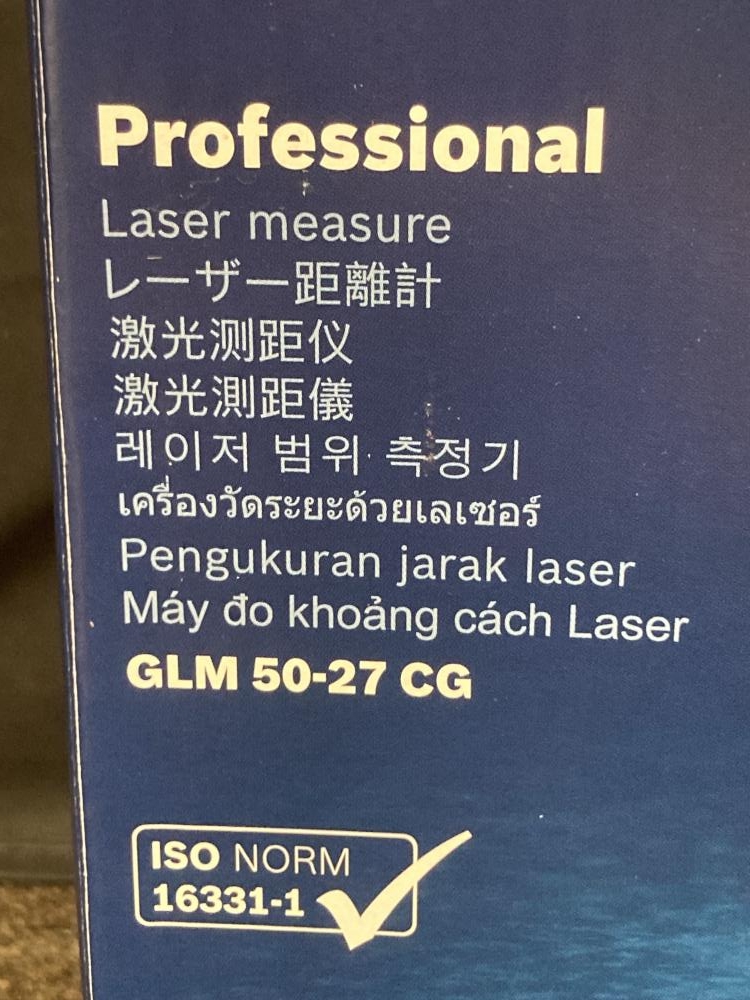 Professional
Laser measure
レーザー距離計
激光测距仪
激光測距儀
레이저 범위 측정기
เครื่องวัดระยะด้วยเลเซอร์
Pengukuran jarak laser
Máy đo khoảng cách Laser
GLM 50-27 CG
ISO NORM
16331-1